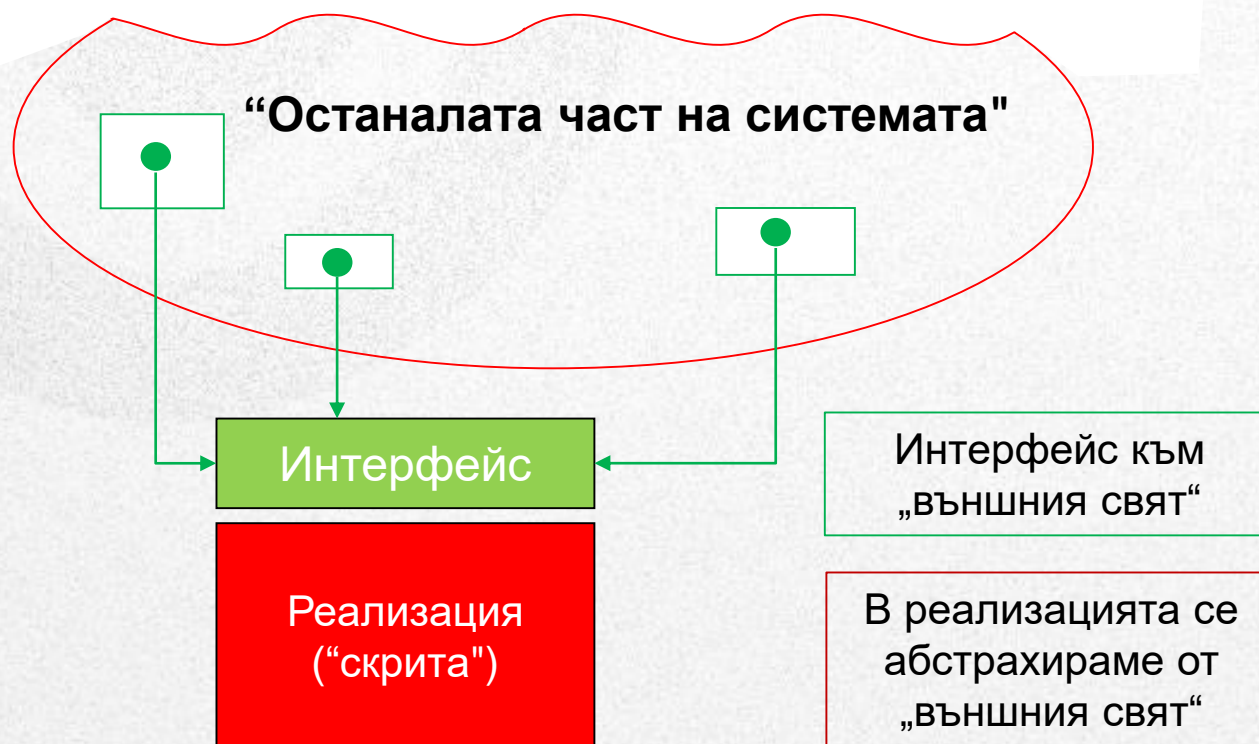 “Останалата част на системата"
Интерфейс
Интерфейс към
„външния свят“
Реализация
(“скрита")
В реализацията се
абстрахираме от
„външния свят“